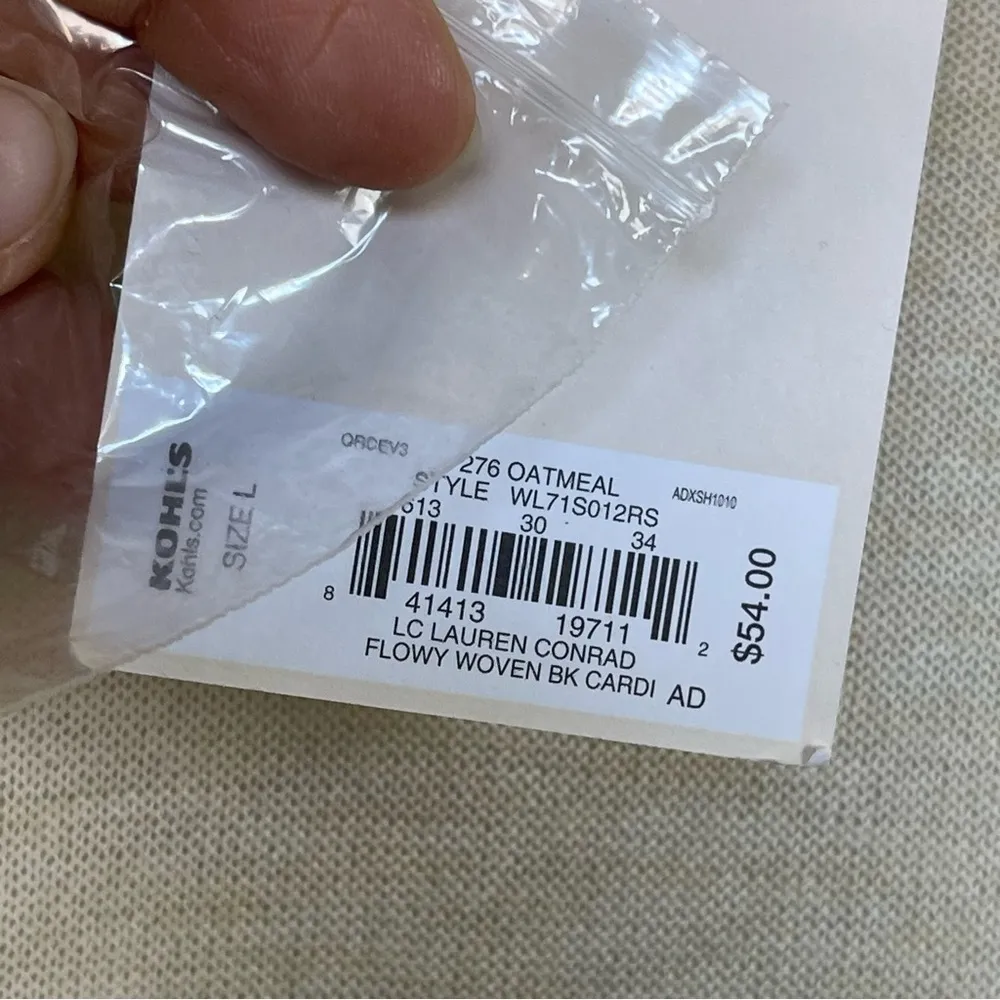 KOHL'S
Kohls.com
SIZE L
QRCEV3
276 OATMEAL
ADXSH1010
STYLE WL71S012RS
613 30 34
8 41413 19711 2
$54.00
LC LAUREN CONRAD
FLOWY WOVEN BK CARDI AD